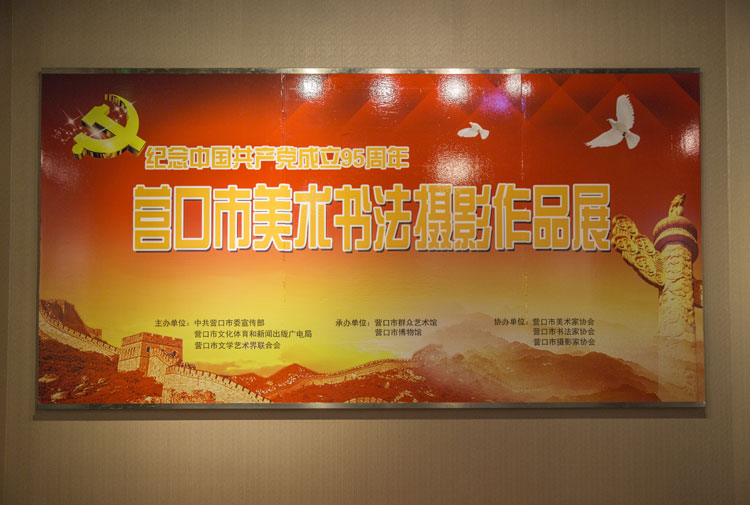 纪念中国共产党成立95周年
营口市美术书法摄影作品展
主办单位：中共营口市委宣传部
营口市文化体育和新闻出版广电局
营口市文学艺术界联合会
承办单位：营口市群众艺术馆
营口市博物馆
协办单位：营口市美术家协会
营口市书法家协会
营口市摄影家协会